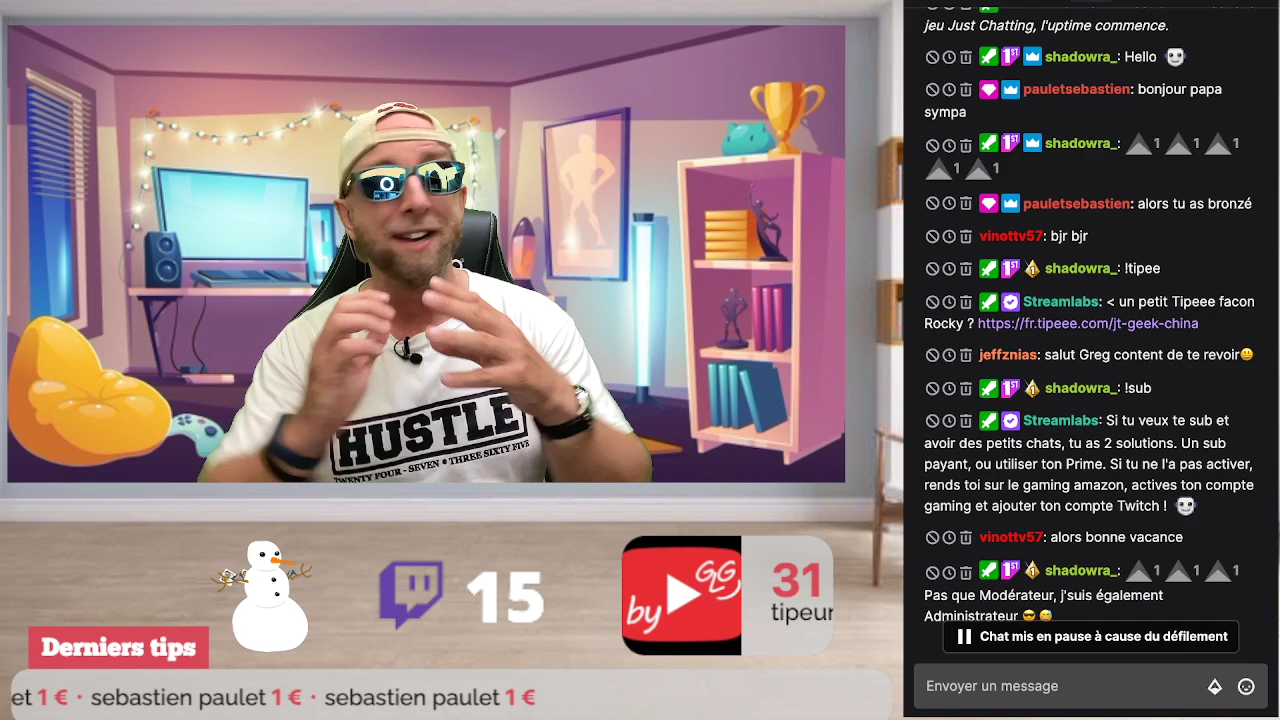 jeu Just Chatting, l'uptime commence.
shadowra_: Hello
pauletsebastien: bonjour papa
sympa
shadowra_: 1 1 1
1 1
pauletsebastien: alors tu as bronzé
vinottv57: bjr bjr
shadowra_: !tipee
Streamlabs: < un petit Tipeee facon
Rocky ? https://fr.tipeee.com/jt-geek-china
jeffznias: salut Greg content de te revoir
shadowra_: !sub
Streamlabs: Si tu veux te sub et
avoir des petits chats, tu as 2 solutions. Un sub
payant, ou utiliser ton Prime. Si tu ne l'a pas activer,
rends toi sur le gaming amazon, actives ton compte
gaming et ajouter ton compte Twitch !
vinottv57: alors bonne vacance
shadowra_: 1 1 1
Pas que Modérateur, j'suis également
Administrateur
Chat mis en pause à cause du défilement
Envoyer un message
HUSTLE
TWENTY FOUR - SEVEN • THREE SIXTY FIVE
15
by GG
31
tipeur
Derniers tips
et 1 € · sebastien paulet 1 € · sebastien paulet 1 €